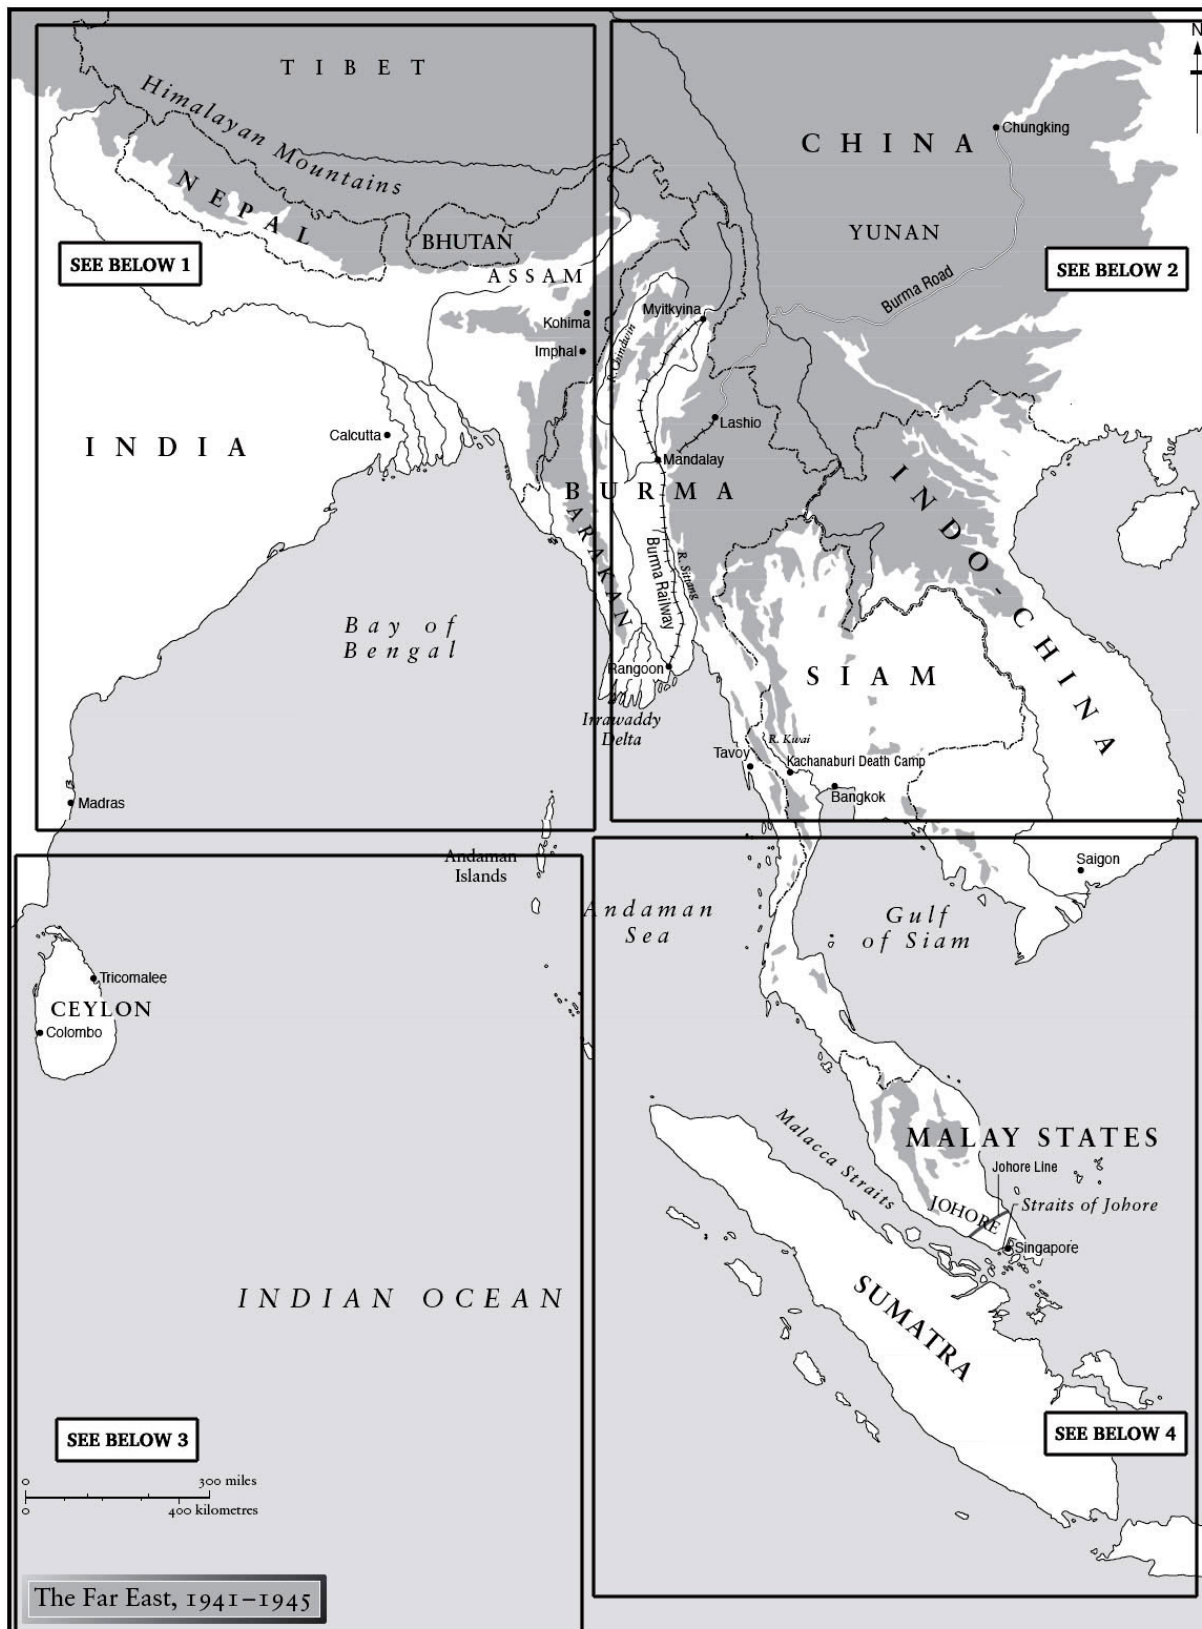 N
TIBET
Himalayan Mountains
CHINA
Chungking
NEPAL
BHUTAN
YUNAN
SEE BELOW 1
SEE BELOW 2
ASSAM
Burma Road
Kohima
Myitkyina
R. Chindwin
Imphal
Lashio
INDIA
Calcutta
Mandalay
BURMA
INDO-CHINA
ARAKAN
Burma Railway
R. Sittang
Bay of
Bengal
Rangoon
SIAM
Irrawaddy
Delta
R. Kwai
Tavoy
Kachanaburi Death Camp
Bangkok
Madras
Andaman
Islands
Saigon
Andaman
Sea
Gulf
of Siam
Tricomalee
CEYLON
Colombo
Malacca Straits
MALAY STATES
Johore Line
JOHORE
Straits of Johore
Singapore
INDIAN OCEAN
SUMATRA
SEE BELOW 3
SEE BELOW 4
0 300 miles
0 400 kilometres
The Far East, 1941–1945